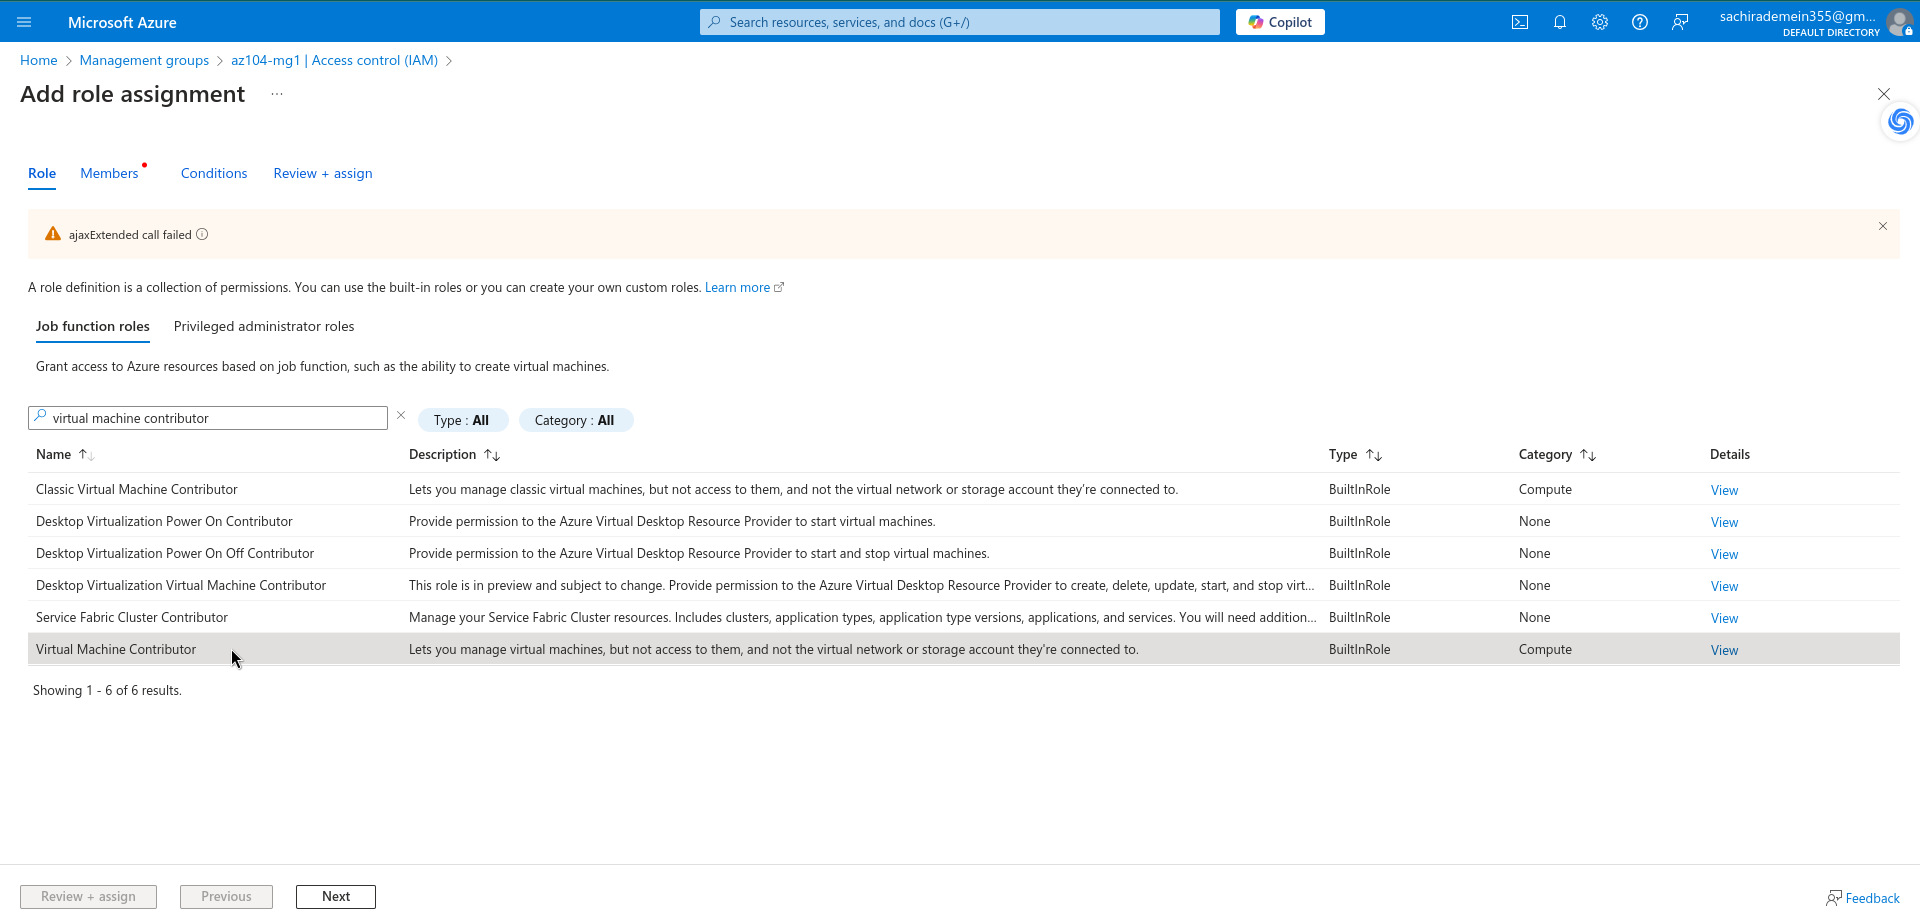 Microsoft Azure
Search resources, services, and docs (G+/)
Copilot
sachirademein355@gm...
DEFAULT DIRECTORY
Home > Management groups > az104-mg1 | Access control (IAM) >
Add role assignment ...
Role Members Conditions Review + assign
ajaxExtended call failed
A role definition is a collection of permissions. You can use the built-in roles or you can create your own custom roles. Learn more
Job function roles Privileged administrator roles
Grant access to Azure resources based on job function, such as the ability to create virtual machines.
virtual machine contributor Type : All Category : All
Name Description Type Category Details
Classic Virtual Machine Contributor Lets you manage classic virtual machines, but not access to them, and not the virtual network or storage account they're connected to. BuiltInRole Compute View
Desktop Virtualization Power On Contributor Provide permission to the Azure Virtual Desktop Resource Provider to start virtual machines. BuiltInRole None View
Desktop Virtualization Power On Off Contributor Provide permission to the Azure Virtual Desktop Resource Provider to start and stop virtual machines. BuiltInRole None View
Desktop Virtualization Virtual Machine Contributor This role is in preview and subject to change. Provide permission to the Azure Virtual Desktop Resource Provider to create, delete, update, start, and stop virt... BuiltInRole None View
Service Fabric Cluster Contributor Manage your Service Fabric Cluster resources. Includes clusters, application types, application type versions, applications, and services. You will need addition... BuiltInRole None View
Virtual Machine Contributor Lets you manage virtual machines, but not access to them, and not the virtual network or storage account they're connected to. BuiltInRole Compute View
Showing 1 - 6 of 6 results.
Review + assign Previous Next Feedback